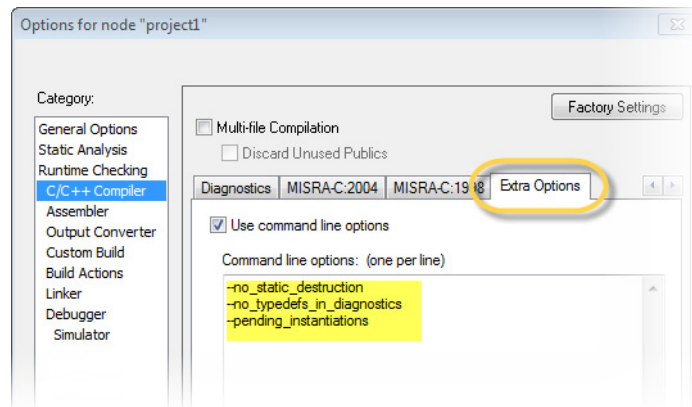 Options for node "project1"
Category:
General Options
Static Analysis
Runtime Checking
C/C++ Compiler
Assembler
Output Converter
Custom Build
Build Actions
Linker
Debugger
Simulator
Factory Settings
Multi-file Compilation
Discard Unused Publics
Diagnostics MISRA-C:2004 MISRA-C:1998 Extra Options
Use command line options
Command line options: (one per line)
--no_static_destruction
--no_typedefs_in_diagnostics
--pending_instantiations